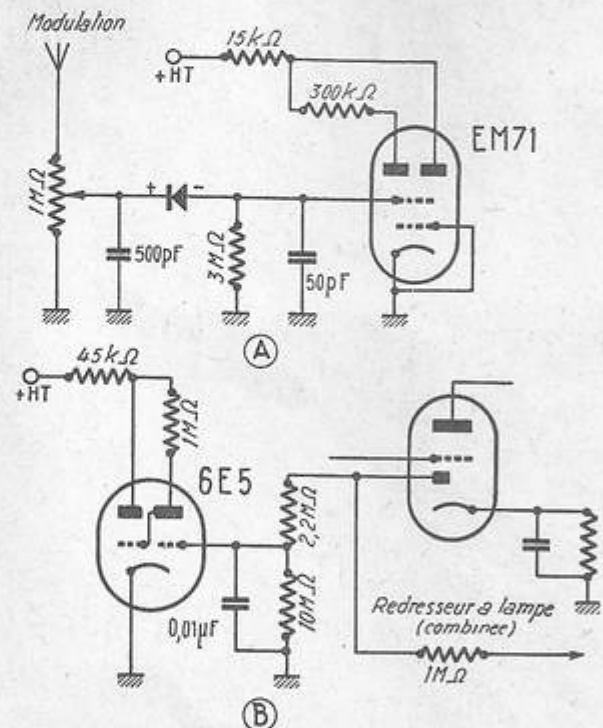 Modulation
+HT
15kΩ
300kΩ
EM71
1MΩ
+ -
500pF
3MΩ
50pF
A
45kΩ
+HT
1MΩ
6E5
2,2MΩ
0,01µF
10MΩ
Redresseur a lampe
(combinee)
1MΩ
B